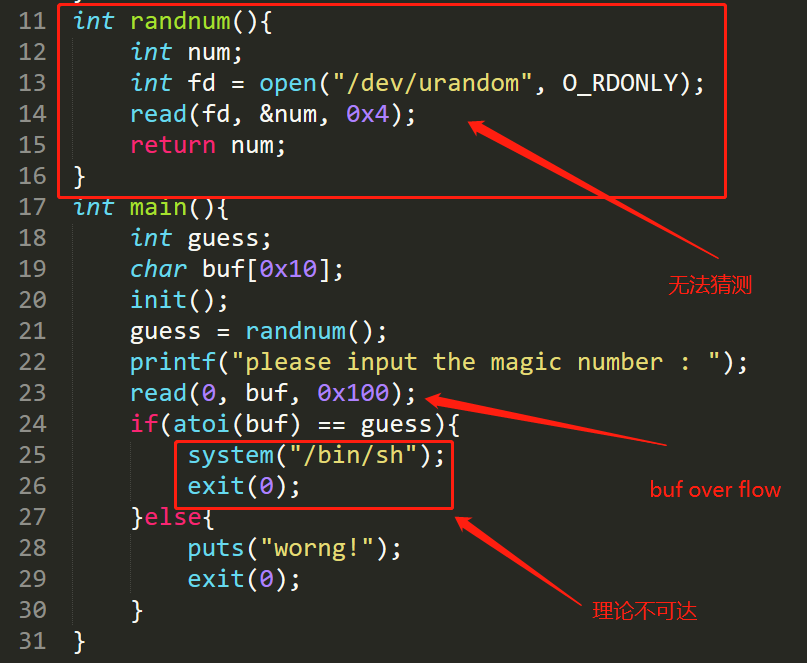 11 int randnum(){
12 int num;
13 int fd = open("/dev/urandom", O_RDONLY);
14 read(fd, &num, 0x4);
15 return num;
16 }
17 int main(){
18 int guess;
19 char buf[0x10];
20 init();
无法猜测
21 guess = randnum();
22 printf("please input the magic number : ");
23 read(0, buf, 0x100);
24 if(atoi(buf) == guess){
25 system("/bin/sh");
26 exit(0);
buf over flow
27 }else{
28 puts("worng!");
29 exit(0);
30 }
理论不可达
31 }